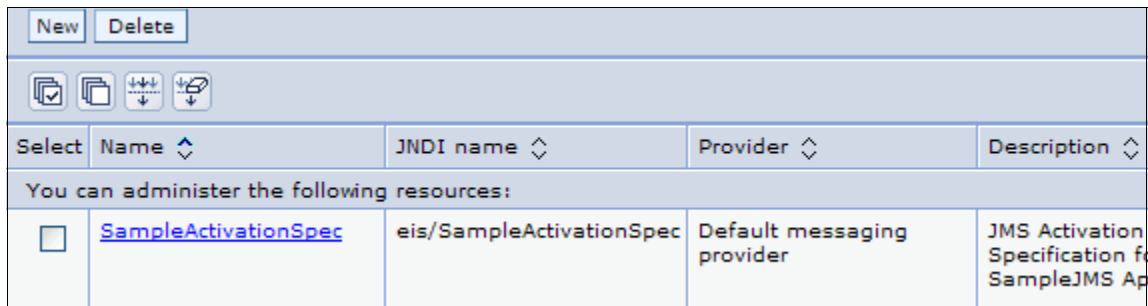 New Delete
Select Name JNDI name Provider Description
You can administer the following resources:
SampleActivationSpec eis/SampleActivationSpec Default messaging JMS Activation
provider Specification
SampleJMS